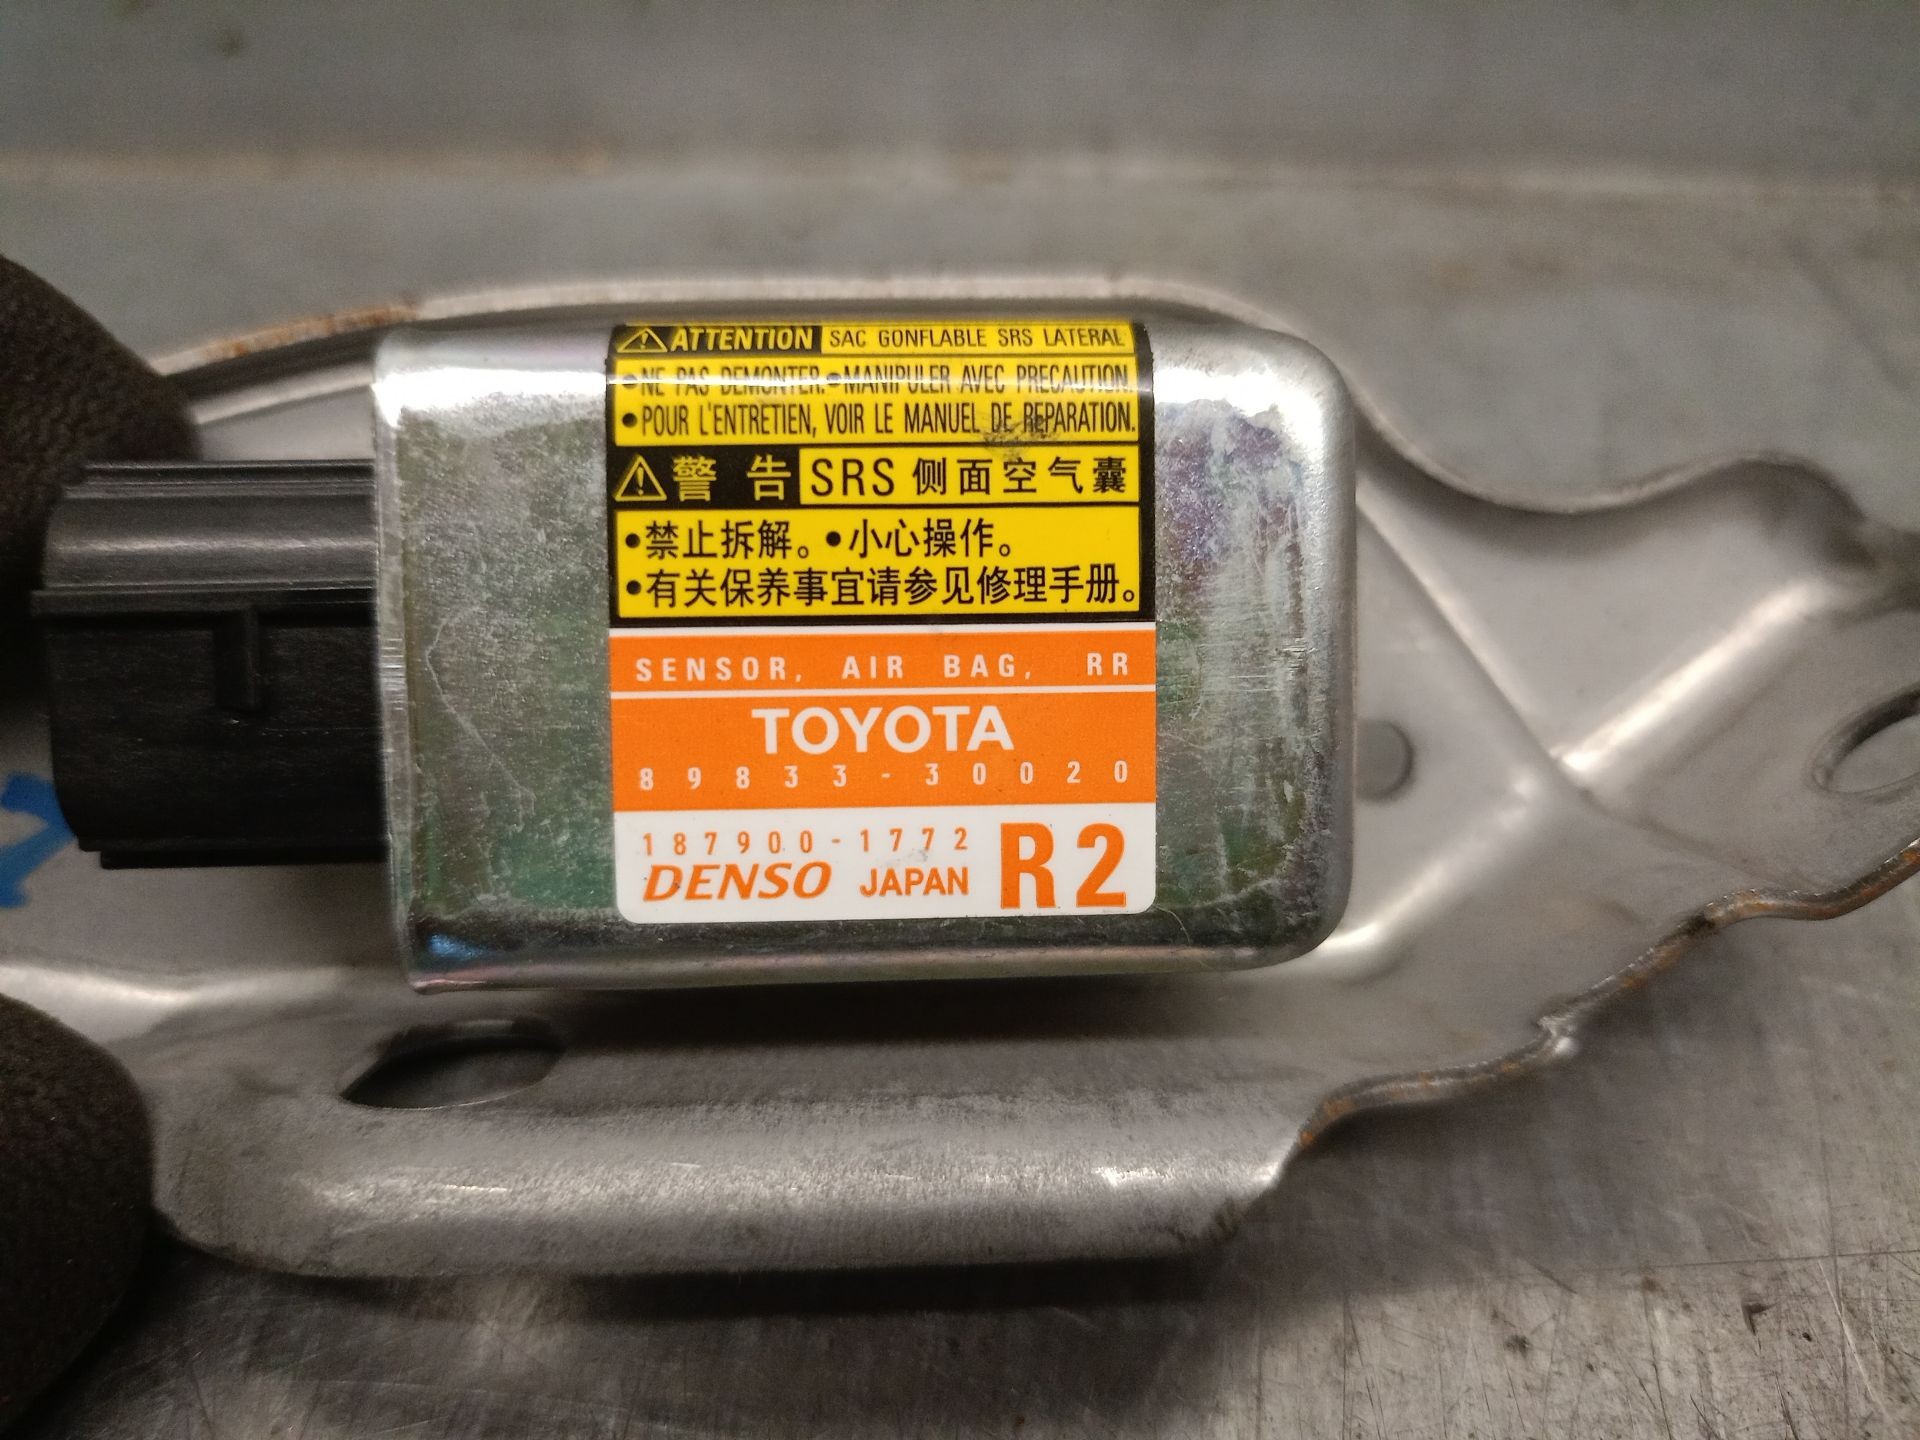 ATTENTION SAC GONFLABLE SRS LATERAL
•NE PAS DEMONTER.•MANIPULER AVEC PRECAUTION.
•POUR L'ENTRETIEN, VOIR LE MANUEL DE REPARATION.
警告 SRS侧面空气囊
•禁止拆解。•小心操作。
•有关保养事宜请参见修理手册。
SENSOR, AIR BAG, RR
TOYOTA
89833-30020
187900-1772
DENSO JAPAN R2